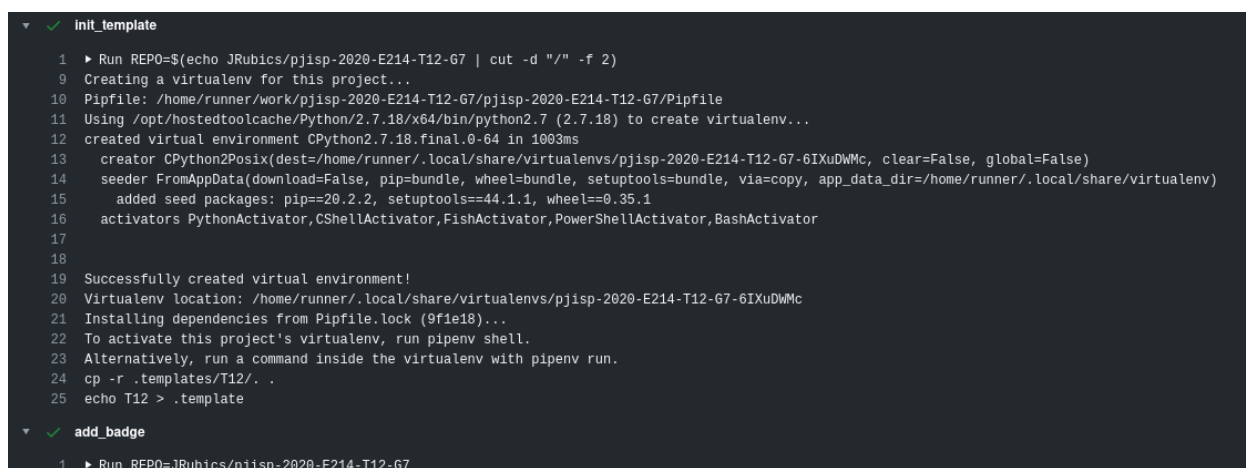 init_template
1 Run REPO=$(echo JRubics/pjisp-2020-E214-T12-G7 | cut -d "/" -f 2)
9 Creating a virtualenv for this project...
10 Pipfile: /home/runner/work/pjisp-2020-E214-T12-G7/pjisp-2020-E214-T12-G7/Pipfile
11 Using /opt/hostedtoolcache/Python/2.7.18/x64/bin/python2.7 (2.7.18) to create virtualenv...
12 created virtual environment CPython2.7.18.final.0-64 in 1003ms
13 creator CPython2Posix(dest=/home/runner/.local/share/virtualenvs/pjisp-2020-E214-T12-G7-6IXuDWMc, clear=False, global=False)
14 seeder FromAppData(download=False, pip=bundle, wheel=bundle, setuptools=bundle, via=copy, app_data_dir=/home/runner/.local/share/virtualenv)
15 added seed packages: pip==20.2.2, setuptools==44.1.1, wheel==0.35.1
16 activators PythonActivator,CShellActivator,FishActivator,PowerShellActivator,BashActivator
17
18
19 Successfully created virtual environment!
20 Virtualenv location: /home/runner/.local/share/virtualenvs/pjisp-2020-E214-T12-G7-6IXuDWMc
21 Installing dependencies from Pipfile.lock (9f1e18)...
22 To activate this project's virtualenv, run pipenv shell.
23 Alternatively, run a command inside the virtualenv with pipenv run.
24 cp -r .templates/T12/. .
25 echo T12 > .template
add_badge
1 Run REPO=JRubics/pjisp-2020-E214-T12-G7